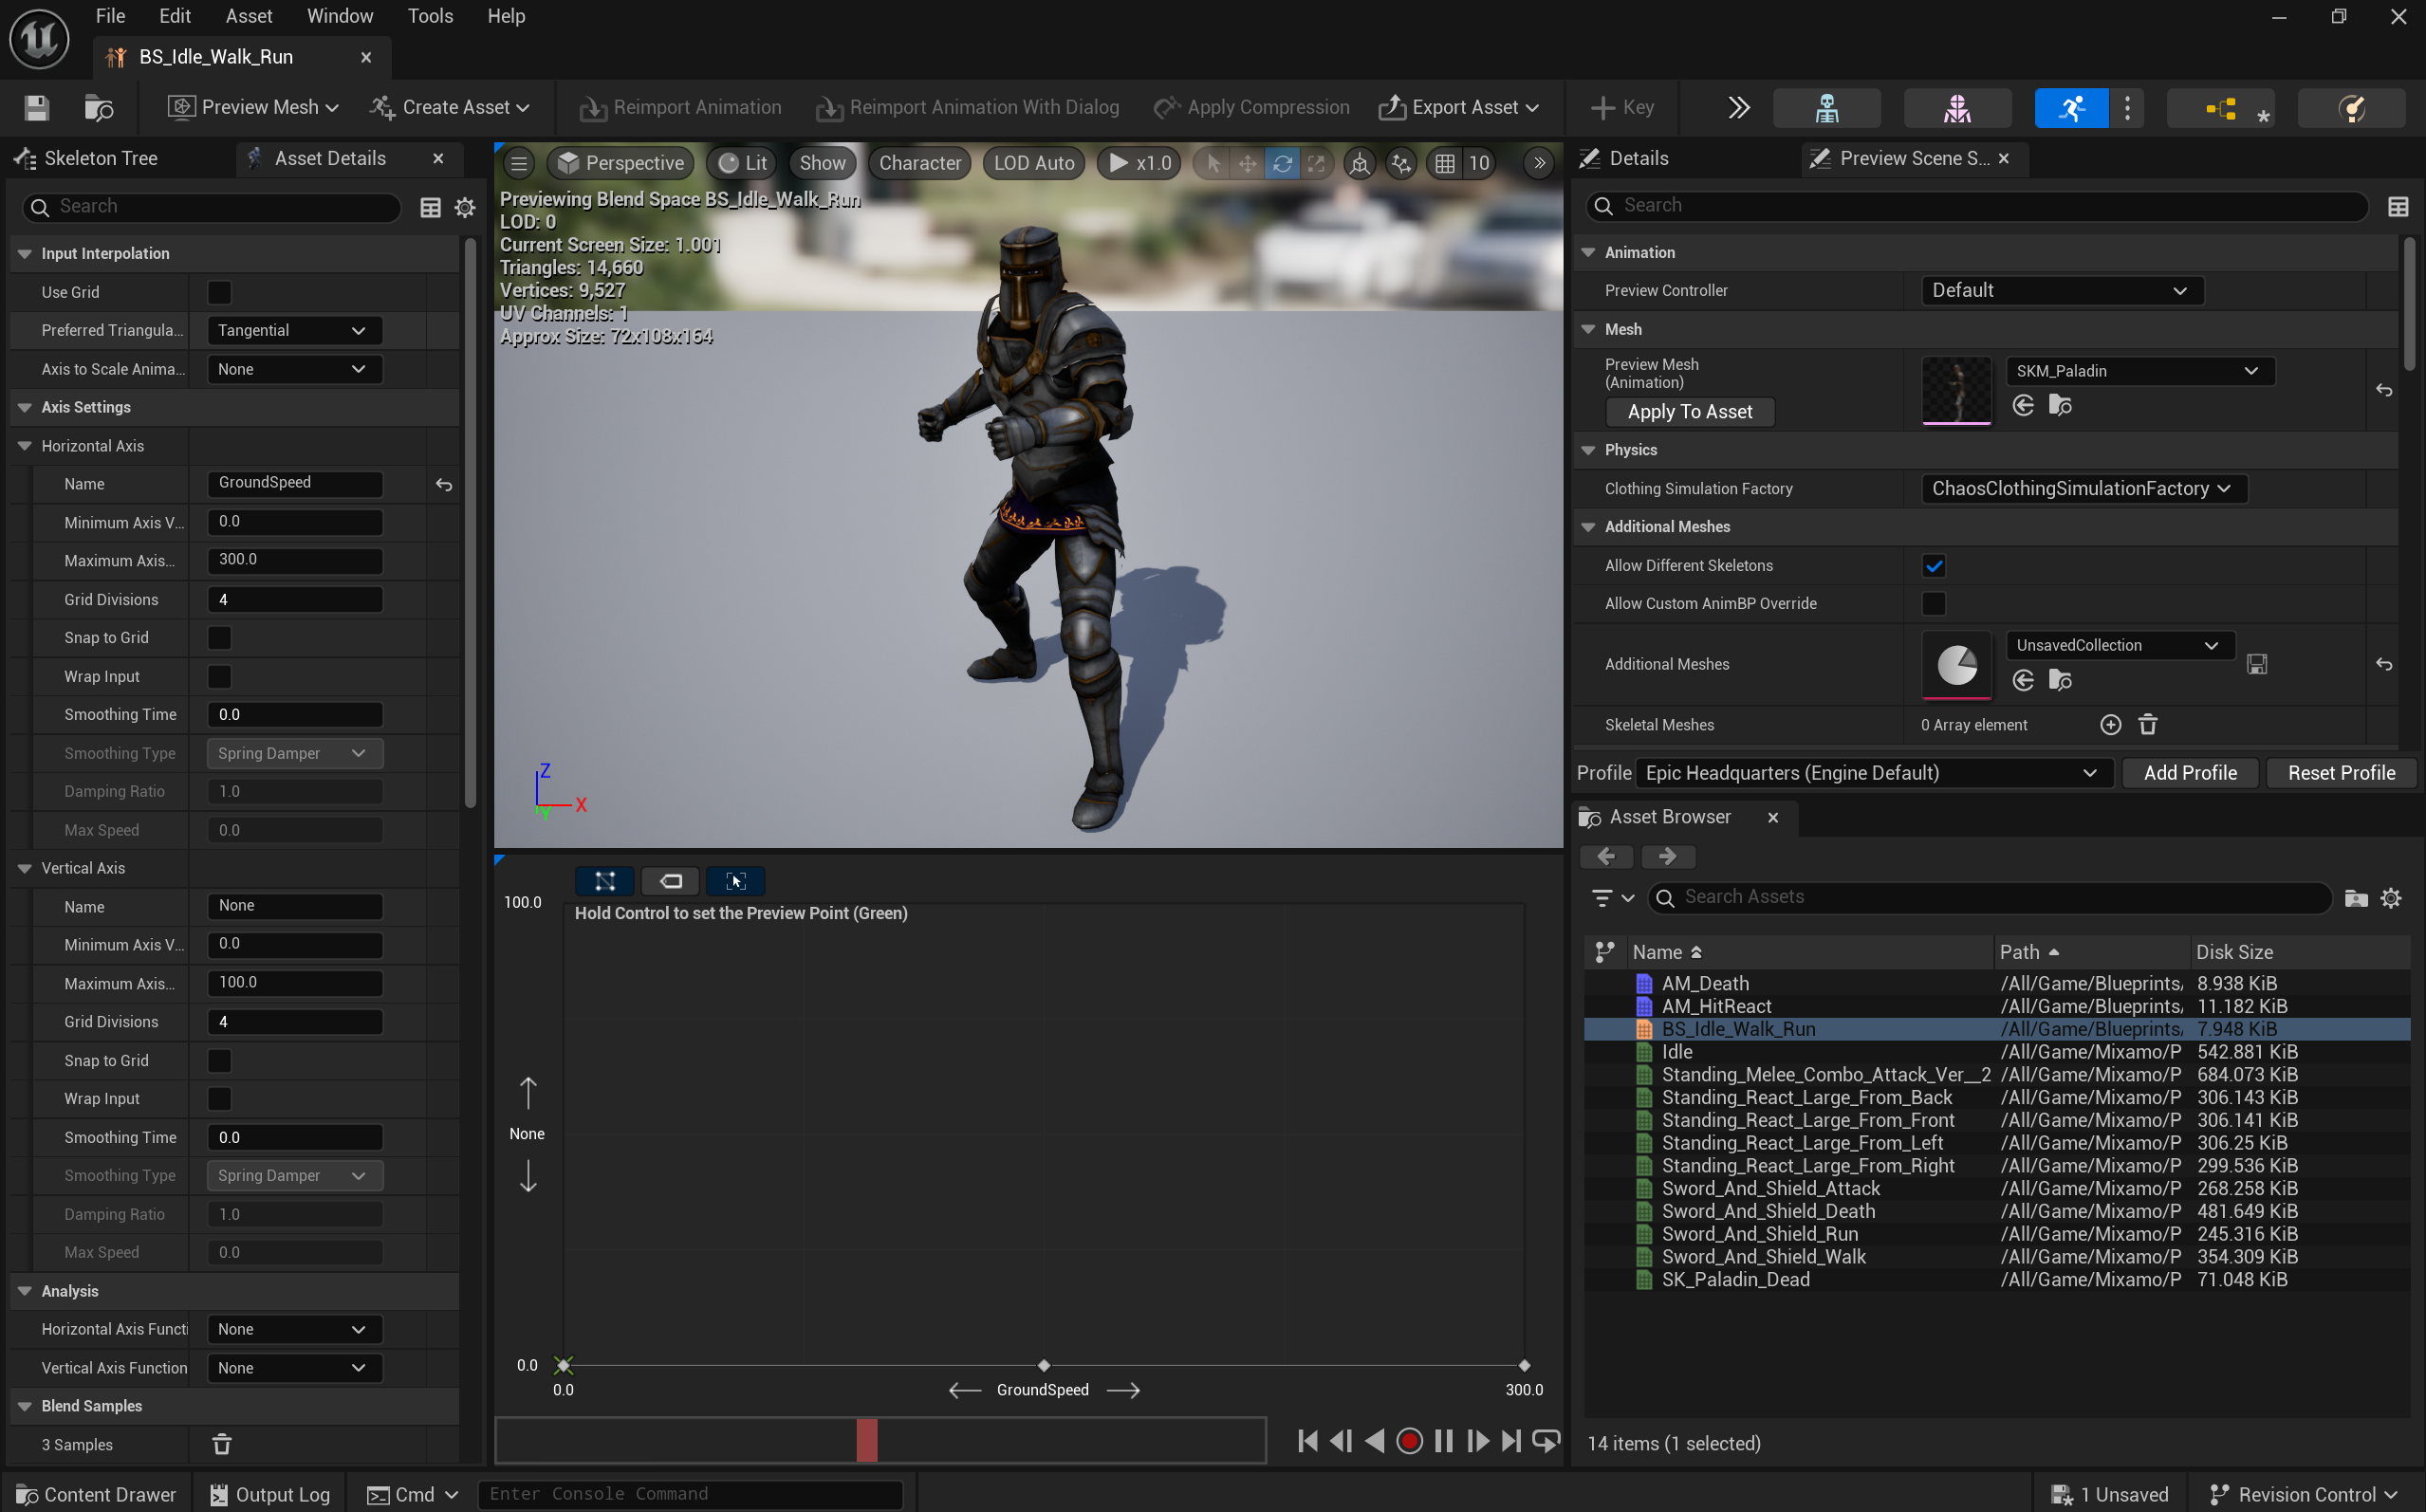 File Edit Asset Window Tools Help
BS_Idle_Walk_Run
Preview Mesh Create Asset Reimport Animation Reimport Animation With Dialog Apply Compression Export Asset Key
Skeleton Tree Asset Details
Search
Input Interpolation
Use Grid
Preferred Triangula... Tangential
Axis to Scale Anima... None
Axis Settings
Horizontal Axis
Name GroundSpeed
Minimum Axis V... 0.0
Maximum Axis... 300.0
Grid Divisions 4
Snap to Grid
Wrap Input
Smoothing Time 0.0
Smoothing Type Spring Damper
Damping Ratio 1.0
Max Speed 0.0
Vertical Axis
Name None
Minimum Axis V... 0.0
Maximum Axis... 100.0
Grid Divisions 4
Snap to Grid
Wrap Input
Smoothing Time 0.0
Smoothing Type Spring Damper
Damping Ratio 1.0
Max Speed 0.0
Analysis
Horizontal Axis Functi None
Vertical Axis Function None
Blend Samples
3 Samples
Perspective Lit Show Character LOD Auto x1.0 10
Previewing Blend Space BS_Idle_Walk_Run
LOD: 0
Current Screen Size: 1.001
Triangles: 14,660
Vertices: 9,527
UV Channels: 1
Approx Size: 72x108x164
Z
X
Y
100.0
Hold Control to set the Preview Point (Green)
None
0.0
0.0 GroundSpeed 300.0
Details Preview Scene S...
Search
Animation
Preview Controller Default
Mesh
Preview Mesh
(Animation)
SKM_Paladin
Apply To Asset
Physics
Clothing Simulation Factory ChaosClothingSimulationFactory
Additional Meshes
Allow Different Skeletons
Allow Custom AnimBP Override
Additional Meshes UnsavedCollection
Skeletal Meshes 0 Array element
Profile Epic Headquarters (Engine Default) Add Profile Reset Profile
Asset Browser
Search Assets
Name Path Disk Size
AM_Death /All/Game/Blueprints/ 8.938 KiB
AM_HitReact /All/Game/Blueprints/ 11.182 KiB
BS_Idle_Walk_Run /All/Game/Blueprints/ 7.948 KiB
Idle /All/Game/Mixamo/P 542.881 KiB
Standing_Melee_Combo_Attack_Ver__2 /All/Game/Mixamo/P 684.073 KiB
Standing_React_Large_From_Back /All/Game/Mixamo/P 306.143 KiB
Standing_React_Large_From_Front /All/Game/Mixamo/P 306.141 KiB
Standing_React_Large_From_Left /All/Game/Mixamo/P 306.25 KiB
Standing_React_Large_From_Right /All/Game/Mixamo/P 299.536 KiB
Sword_And_Shield_Attack /All/Game/Mixamo/P 268.258 KiB
Sword_And_Shield_Death /All/Game/Mixamo/P 481.649 KiB
Sword_And_Shield_Run /All/Game/Mixamo/P 245.316 KiB
Sword_And_Shield_Walk /All/Game/Mixamo/P 354.309 KiB
SK_Paladin_Dead /All/Game/Mixamo/P 71.048 KiB
14 items (1 selected)
Content Drawer Output Log Cmd Enter Console Command 1 Unsaved Revision Control